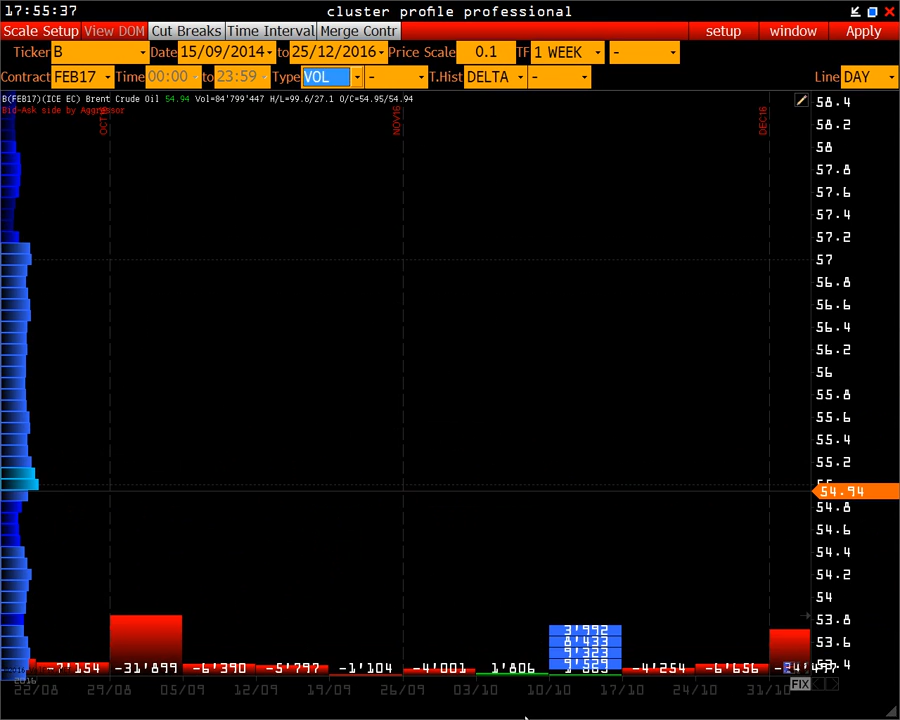 17:55:37 cluster profile professional
Scale Setup View DOM Cut Breaks Time Interval Merge Contr setup window Apply
Ticker B Date 15/09/2014 to 25/12/2016 Price Scale 0.1 TF 1 WEEK -
Contract FEB17 Time 00:00 to 23:59 Type VOL - T.Hist DELTA - Line DAY
B(FEB17)(ICE EC) Brent Crude Oil 54.94 Vol=84'799'447 H/L=99.6/27.1 O/C=54.95/54.94
Bid-Ask side by Aggressor
NOV16
DEC16
58.4
58.2
58
57.8
57.6
57.4
57.2
57
56.8
56.6
56.4
56.2
56
55.8
55.6
55.4
55.2
54.94
54.8
54.6
54.4
54.2
54
53.8
53.6
3'992
8'433
9'323
9'529
-7'154 -31'899 -6'390 -5'797 -1'104 -4'001 1'806 -4'254 -6'656
22/08 29/08 05/09 12/09 19/09 26/09 03/10 10/10 17/10 24/10 31/10
FIX